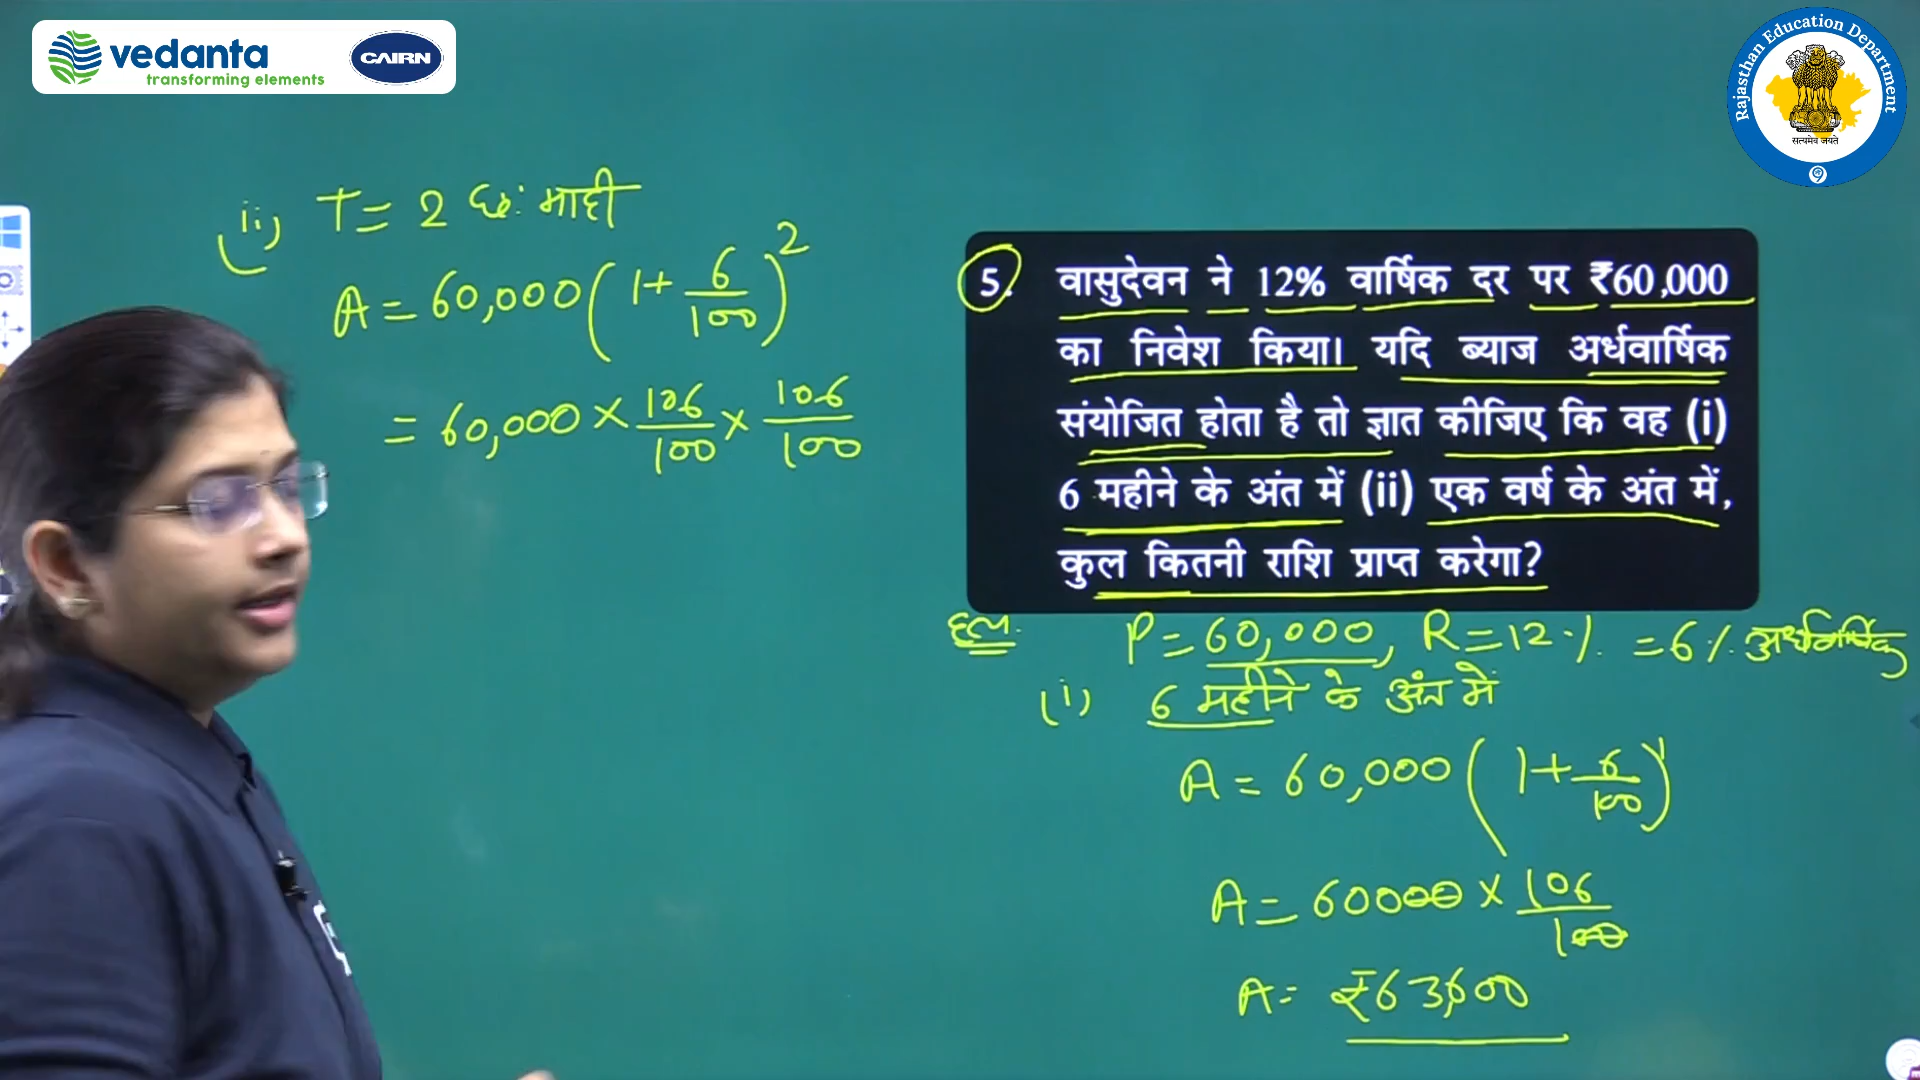 vedanta
transforming elements
CAIRN
Rajasthan Education Department
सत्यमेव जयते
(ii) T = 2 छः माही
A = 60,000 ( 1 + 6/100 )²
= 60,000 × 106/100 × 106/100
5. वासुदेवन ने 12% वार्षिक दर पर ₹60,000
का निवेश किया। यदि ब्याज अर्धवार्षिक
संयोजित होता है तो ज्ञात कीजिए कि वह (i)
6 महीने के अंत में (ii) एक वर्ष के अंत में,
कुल कितनी राशि प्राप्त करेगा?
हल: P = 60,000, R = 12% = 6% अर्धवार्षिक
(i) 6 महीने के अंत में
A = 60,000 ( 1 + 6/100 )¹
A = 60000 × 106/100
A = ₹63,600